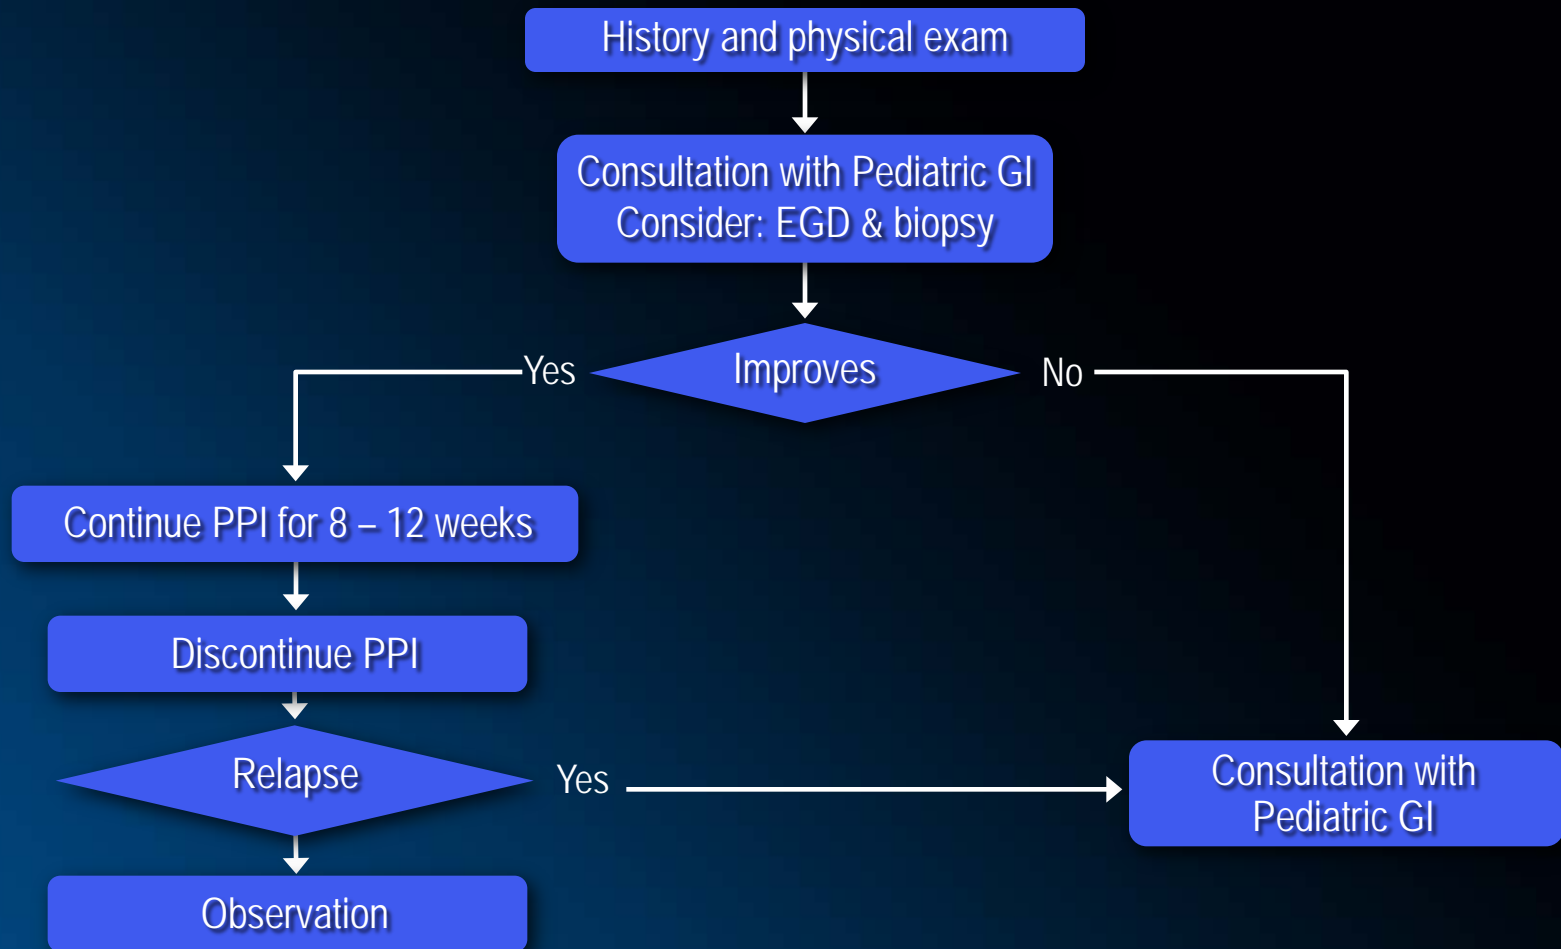 History and physical exam
Consultation with Pediatric GI
Consider: EGD & biopsy
Improves
Yes
No
Continue PPI for 8 – 12 weeks
Discontinue PPI
Relapse
Yes
Consultation with
Pediatric GI
Observation